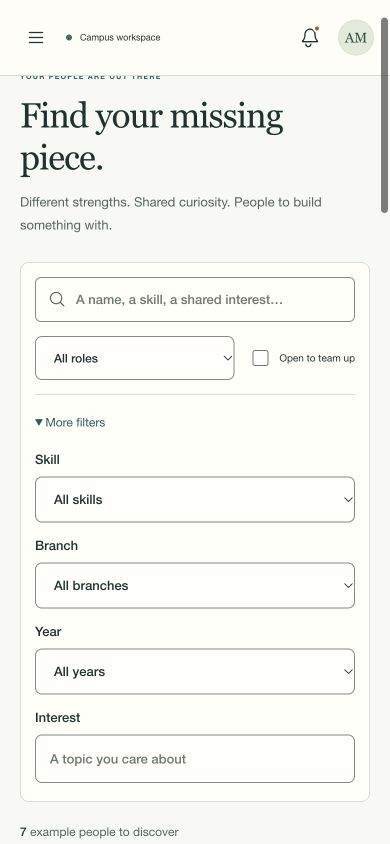 Campus workspace
AM
YOUR PEOPLE ARE OUT THERE
Find your missing
piece.
Different strengths. Shared curiosity. People to build
something with.
A name, a skill, a shared interest...
All roles
Open to team up
More filters
Skill
All skills
Branch
All branches
Year
All years
Interest
A topic you care about
7 example people to discover